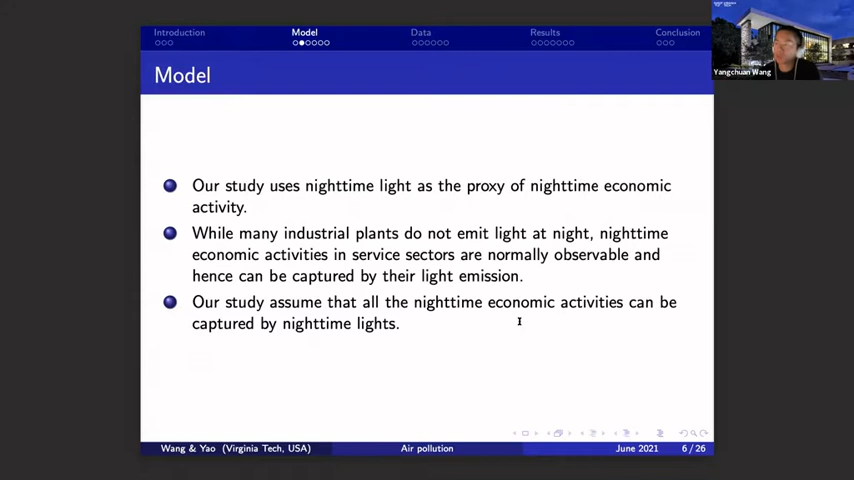 Introduction
Model
Data
Results
Conclusion
Model
Our study uses nighttime light as the proxy of nighttime economic
activity.
While many industrial plants do not emit light at night, nighttime
economic activities in service sectors are normally observable and
hence can be captured by their light emission.
Our study assume that all the nighttime economic activities can be
captured by nighttime lights.
Wang & Yao (Virginia Tech, USA)
Air pollution
June 2021
6 / 26
Yangchuan Wang